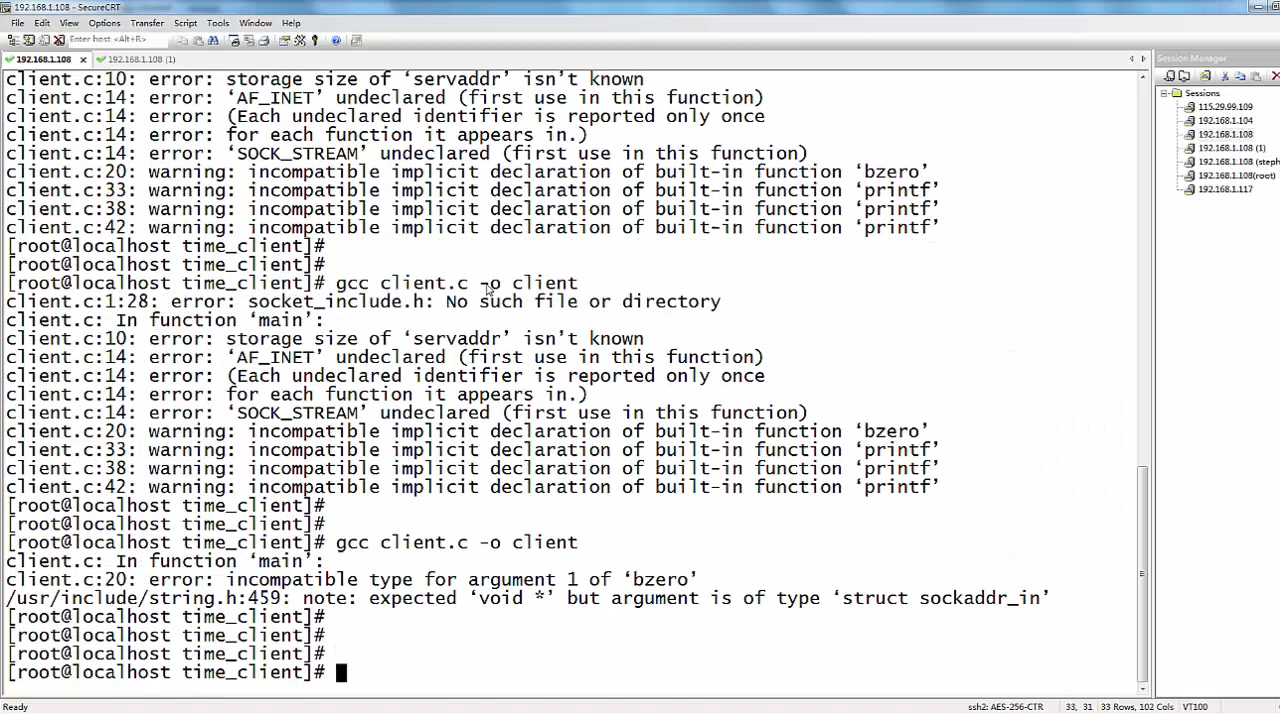 192.168.1.108 - SecureCRT
File Edit View Options Transfer Script Tools Window Help
Enter host <Alt+R>
192.168.1.108 192.168.1.108 (1)
client.c:10: error: storage size of ‘servaddr’ isn’t known
client.c:14: error: ‘AF_INET’ undeclared (first use in this function)
client.c:14: error: (Each undeclared identifier is reported only once
client.c:14: error: for each function it appears in.)
client.c:14: error: ‘SOCK_STREAM’ undeclared (first use in this function)
client.c:20: warning: incompatible implicit declaration of built-in function ‘bzero’
client.c:33: warning: incompatible implicit declaration of built-in function ‘printf’
client.c:38: warning: incompatible implicit declaration of built-in function ‘printf’
client.c:42: warning: incompatible implicit declaration of built-in function ‘printf’
[root@localhost time_client]#
[root@localhost time_client]#
[root@localhost time_client]# gcc client.c -o client
client.c:1:28: error: socket_include.h: No such file or directory
client.c: In function ‘main’:
client.c:10: error: storage size of ‘servaddr’ isn’t known
client.c:14: error: ‘AF_INET’ undeclared (first use in this function)
client.c:14: error: (Each undeclared identifier is reported only once
client.c:14: error: for each function it appears in.)
client.c:14: error: ‘SOCK_STREAM’ undeclared (first use in this function)
client.c:20: warning: incompatible implicit declaration of built-in function ‘bzero’
client.c:33: warning: incompatible implicit declaration of built-in function ‘printf’
client.c:38: warning: incompatible implicit declaration of built-in function ‘printf’
client.c:42: warning: incompatible implicit declaration of built-in function ‘printf’
[root@localhost time_client]#
[root@localhost time_client]#
[root@localhost time_client]# gcc client.c -o client
client.c: In function ‘main’:
client.c:20: error: incompatible type for argument 1 of ‘bzero’
/usr/include/string.h:459: note: expected ‘void *’ but argument is of type ‘struct sockaddr_in’
[root@localhost time_client]#
[root@localhost time_client]#
[root@localhost time_client]#
[root@localhost time_client]#
Session Manager
Sessions
115.29.99.109
192.168.1.104
192.168.1.108
192.168.1.108 (1)
192.168.1.108 (steph
192.168.1.108(root)
192.168.1.117
Ready
ssh2: AES-256-CTR 33, 31 33 Rows, 102 Cols VT100